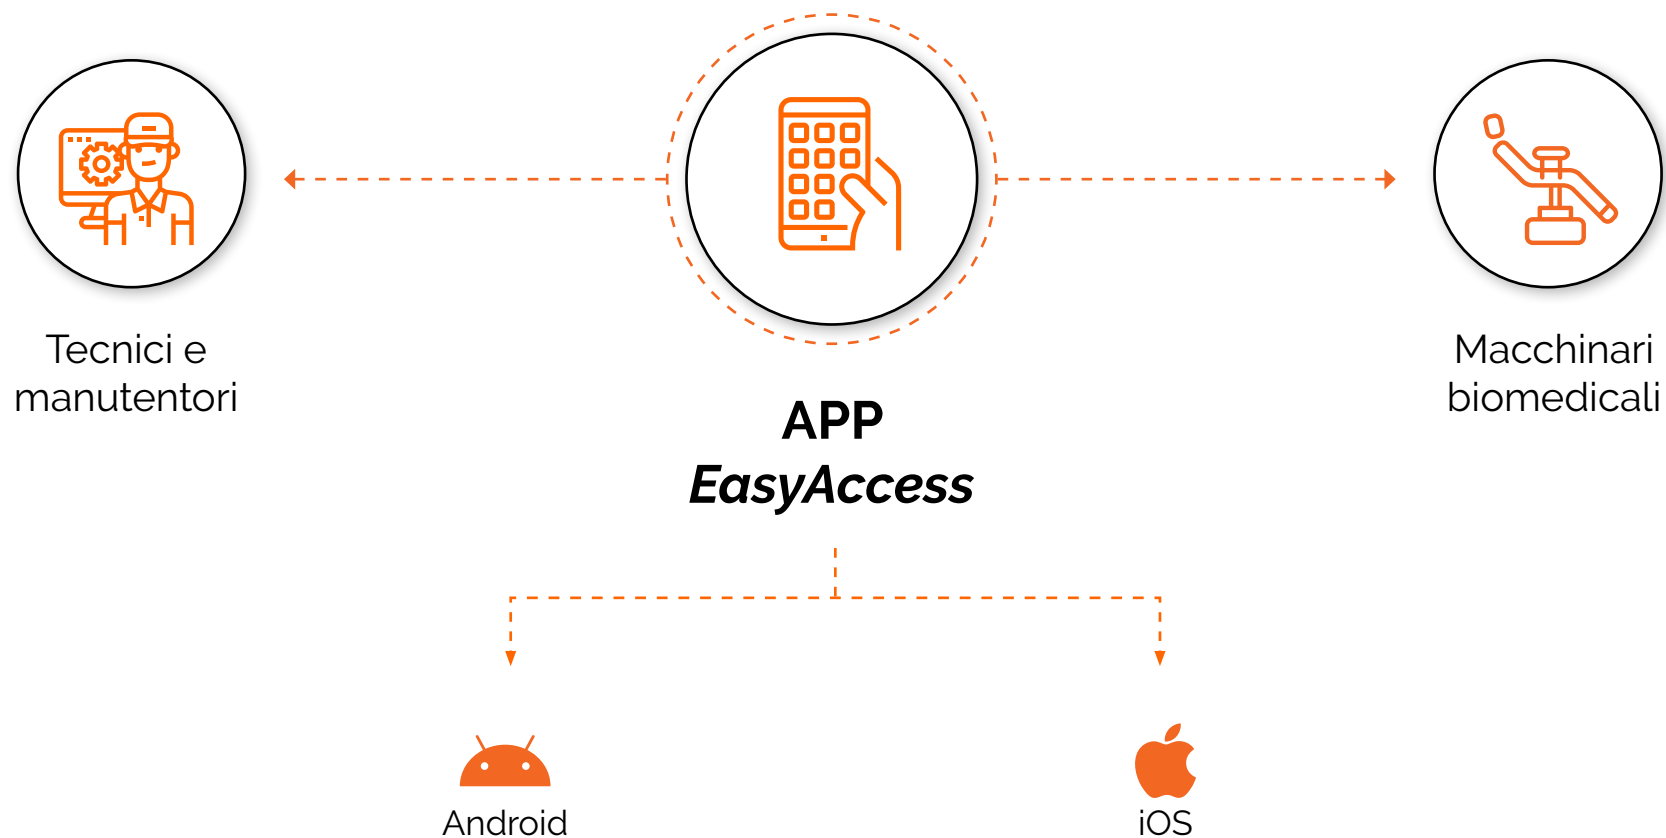 Tecnici e
manutentori
APP
EasyAccess
Macchinari
biomedicali
Android
iOS